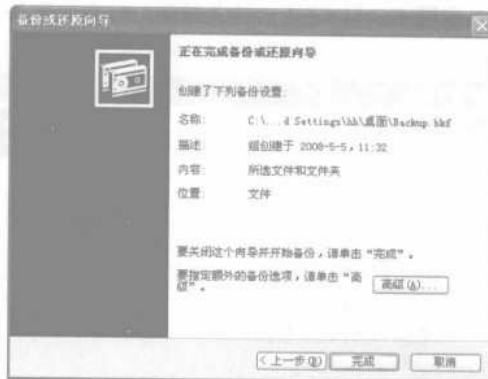 备份或还原向导
正在完成备份或还原向导
创建了下列备份设置:
名称: C:\...d Settings\hh\桌面\Backup.bkf
描述: 组创建于 2008-5-5，11:32
内容: 所选文件和文件夹
位置: 文件
要关闭这个向导并开始备份，请单击“完成”。
要指定额外的备份选项，请单击“高
级”。
高级(A)...
<上一步(B) 完成 取消